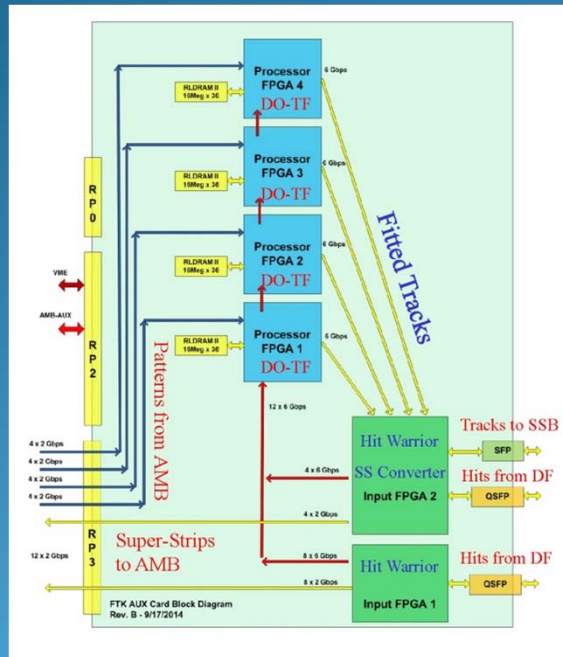 Processor
FPGA 4
DO-TF
RLDRAM II
16Meg x 36
6 Gbps
Processor
FPGA 3
DO-TF
RLDRAM II
16Meg x 36
6 Gbps
Processor
FPGA 2
DO-TF
RLDRAM II
16Meg x 36
6 Gbps
Processor
FPGA 1
DO-TF
RLDRAM II
16Meg x 36
6 Gbps
RP0
RP2
RP3
VME
AMB-AUX
Patterns from AMB
Fitted Tracks
12 x 6 Gbps
4 x 2 Gbps
4 x 2 Gbps
4 x 2 Gbps
4 x 2 Gbps
12 x 2 Gbps
Hit Warrior
SS Converter
Input FPGA 2
Tracks to SSB
SFP
Hits from DF
QSFP
4 x 6 Gbps
4 x 2 Gbps
Super-Strips
to AMB
8 x 6 Gbps
8 x 2 Gbps
Hit Warrior
Input FPGA 1
Hits from DF
QSFP
FTK AUX Card Block Diagram
Rev. B - 9/17/2014